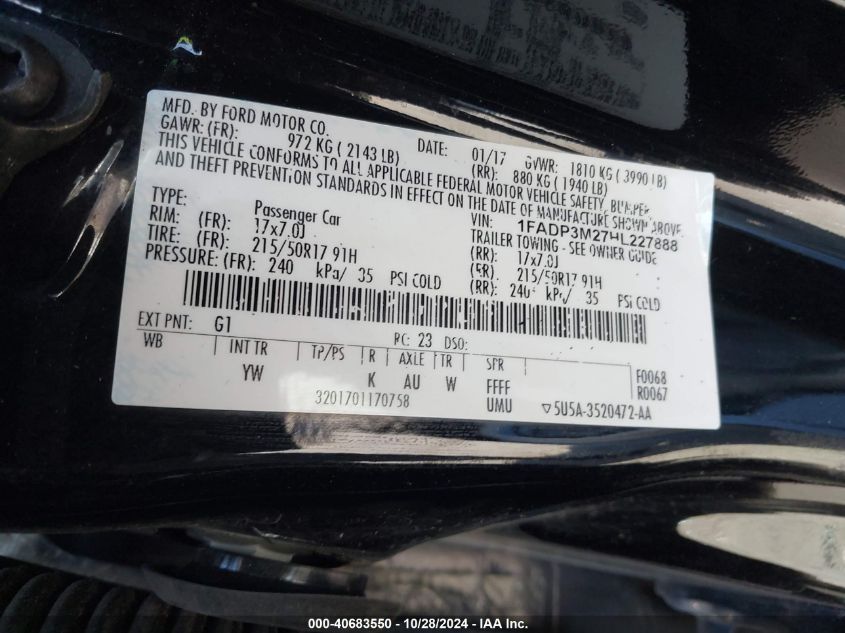 MFD. BY FORD MOTOR CO.
DATE: 01/17 GVWR: 1810 KG ( 3990 LB)
GAWR: (FR): 972 KG ( 2143 LB) (RR): 880 KG ( 1940 LB)
THIS VEHICLE CONFORMS TO ALL APPLICABLE FEDERAL MOTOR VEHICLE SAFETY, BUMPER,
AND THEFT PREVENTION STANDARDS IN EFFECT ON THE DATE OF MANUFACTURE SHOWN ABOVE.
VIN: 1FADP3M27HL227888
TYPE: Passenger Car TRAILER TOWING - SEE OWNER GUIDE
RIM: (FR): 17x7.0J (RR): 17x7.0J
TIRE: (FR): 215/50R17 91H (RR): 215/50R17 91H
PRESSURE: (FR): 240 kPa/ 35 PSI COLD (RR): 240 kPa/ 35 PSI COLD
EXT PNT: G1 RC: 23 DSO:
WB INT TR TP/PS R AXLE TR SPR
YW K AU W FFFF F0068
UMU R0067
3201701170758 5U5A-3520472-AA
000-40683550 / 10/28/2024 - IAA Inc.